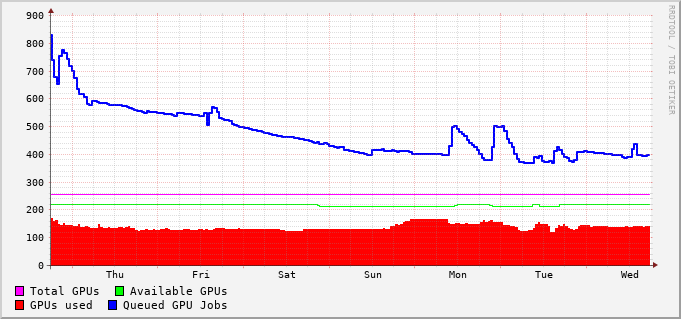 900
800
700
600
500
400
300
200
100
0
Thu Fri Sat Sun Mon Tue Wed
Total GPUs Available GPUs
GPUs used Queued GPU Jobs
RRDTOOL / TOBI OETIKER